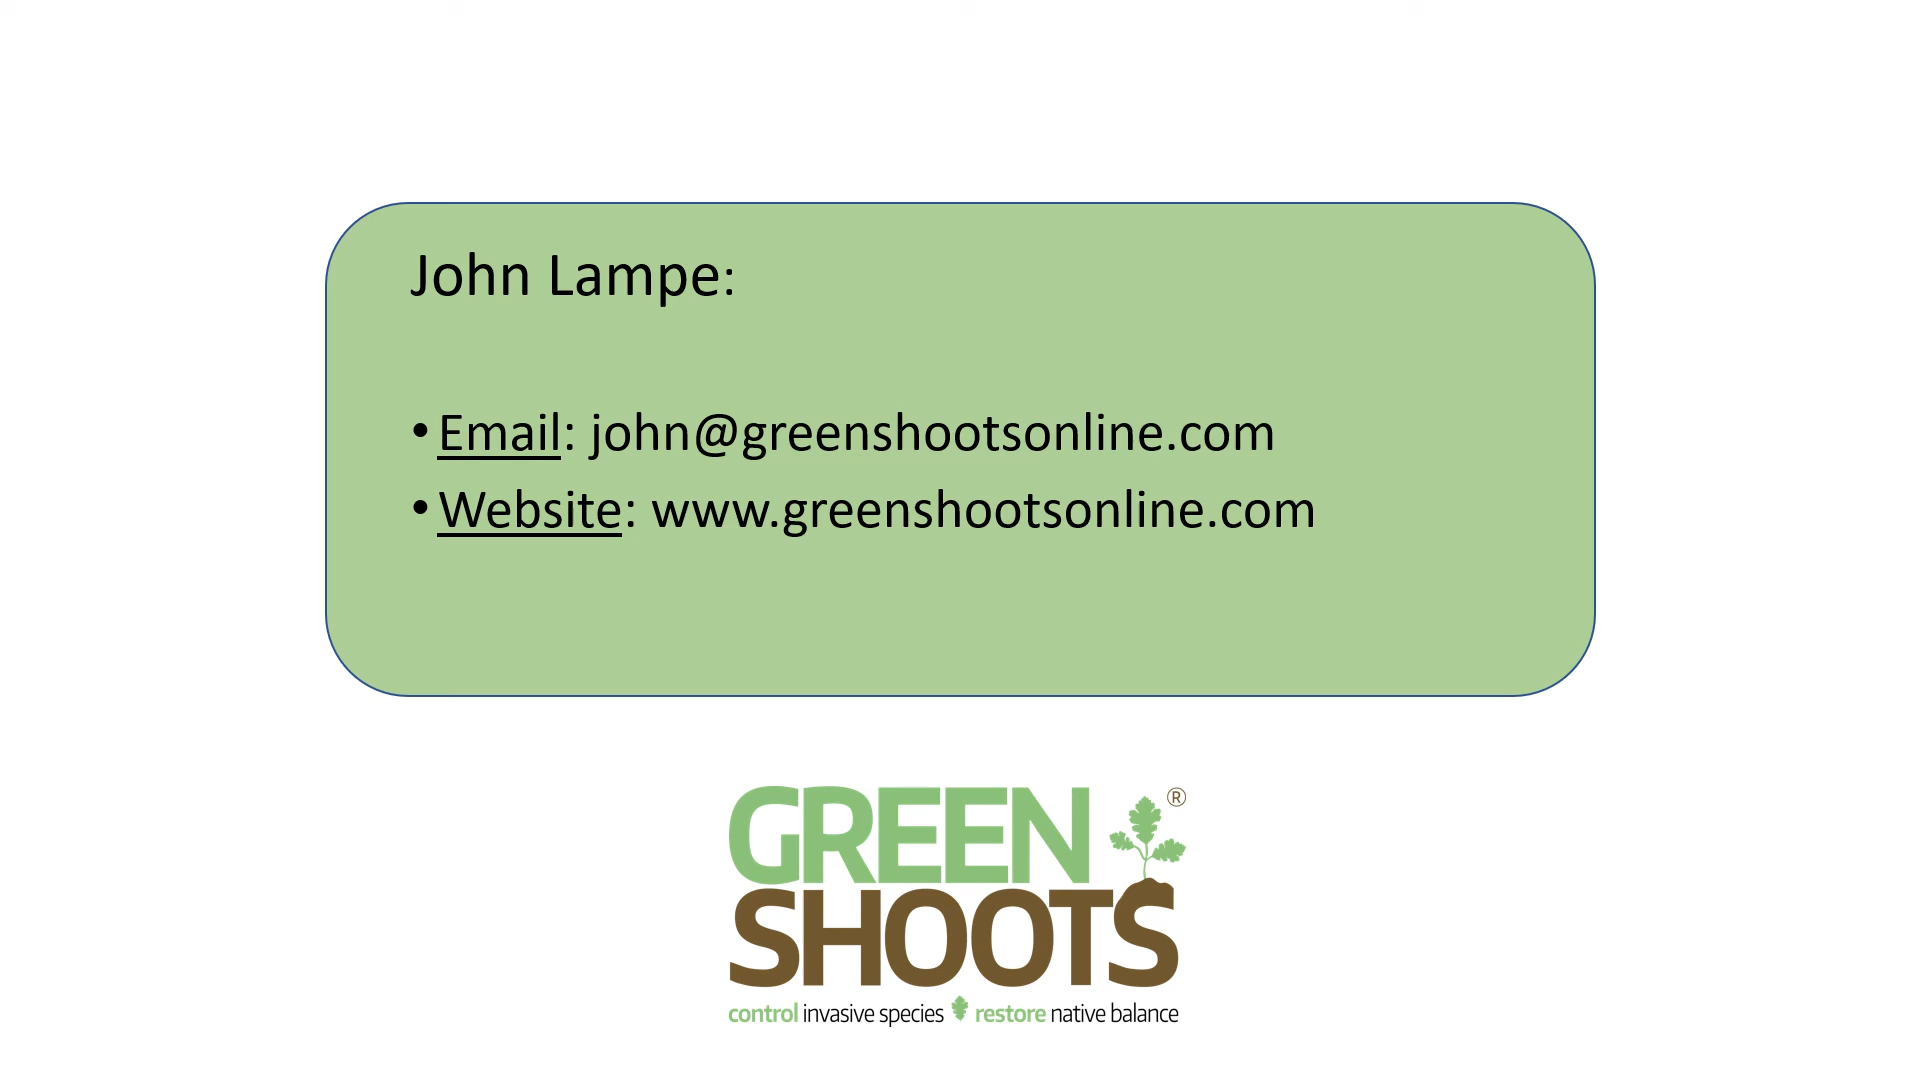 John Lampe:
• Email: john@greenshootsonline.com
• Website: www.greenshootsonline.com
GREEN ®
SHOOTS
control invasive species restore native balance